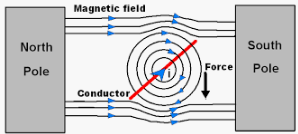 Magnetic field
North
Pole
South
Pole
i
Force
Conductor